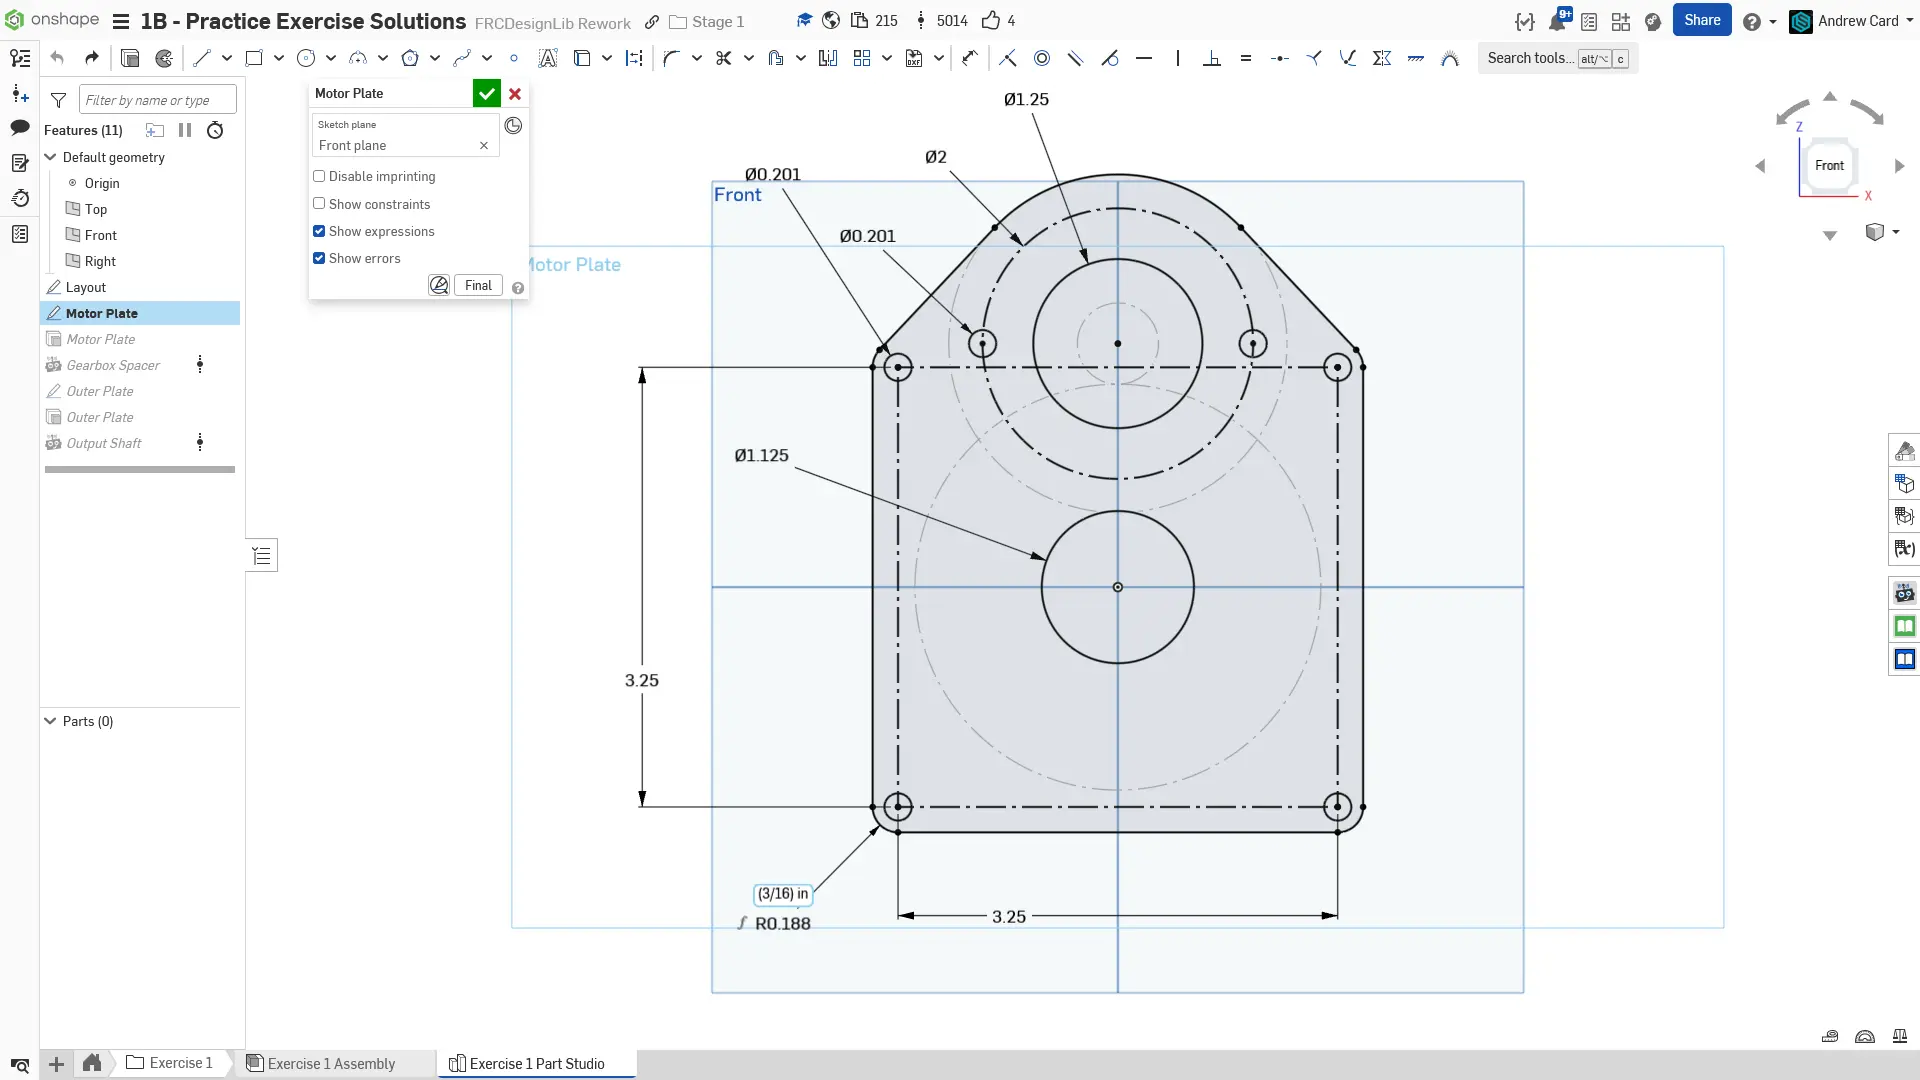 onshape 1B - Practice Exercise Solutions FRCDesignLib Rework Stage 1 215 5014 4 9+ Share Andrew Card
Search tools... alt/⌥ c
Filter by name or type
Features (11)
Default geometry
Origin
Top
Front
Right
Layout
Motor Plate
Motor Plate
Gearbox Spacer
Outer Plate
Outer Plate
Output Shaft
Parts (0)
Motor Plate
Sketch plane
Front plane
Disable imprinting
Show constraints
Show expressions
Show errors
Final
Motor Plate
Front
Ø1.25
Ø2
Ø0.201
Ø0.201
Ø1.125
3.25
(3/16) in
R0.188
3.25
Z
Front
X
Exercise 1
Exercise 1 Assembly
Exercise 1 Part Studio